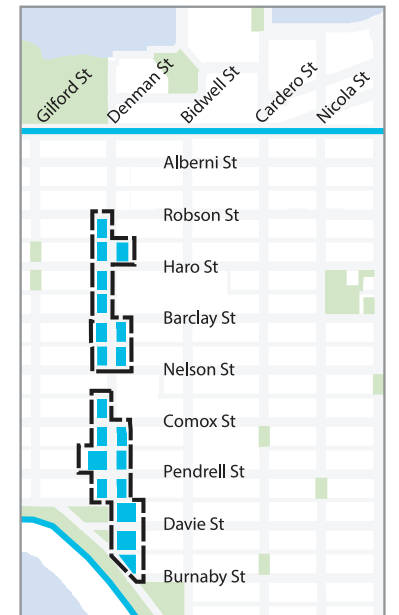 Gilford St
Denman St
Bidwell St
Cardero St
Nicola St
Alberni St
Robson St
Haro St
Barclay St
Nelson St
Comox St
Pendrell St
Davie St
Burnaby St